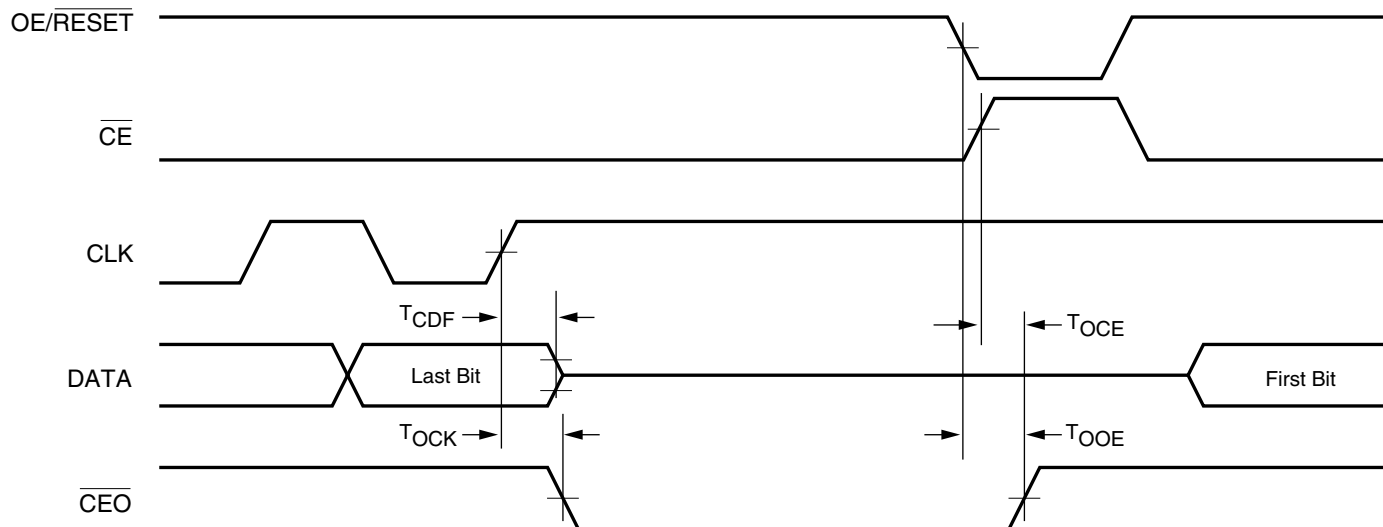 OE/RESET
CE
CLK
TCDF
TOCE
DATA
Last Bit
First Bit
TOCK
TOOE
CEO